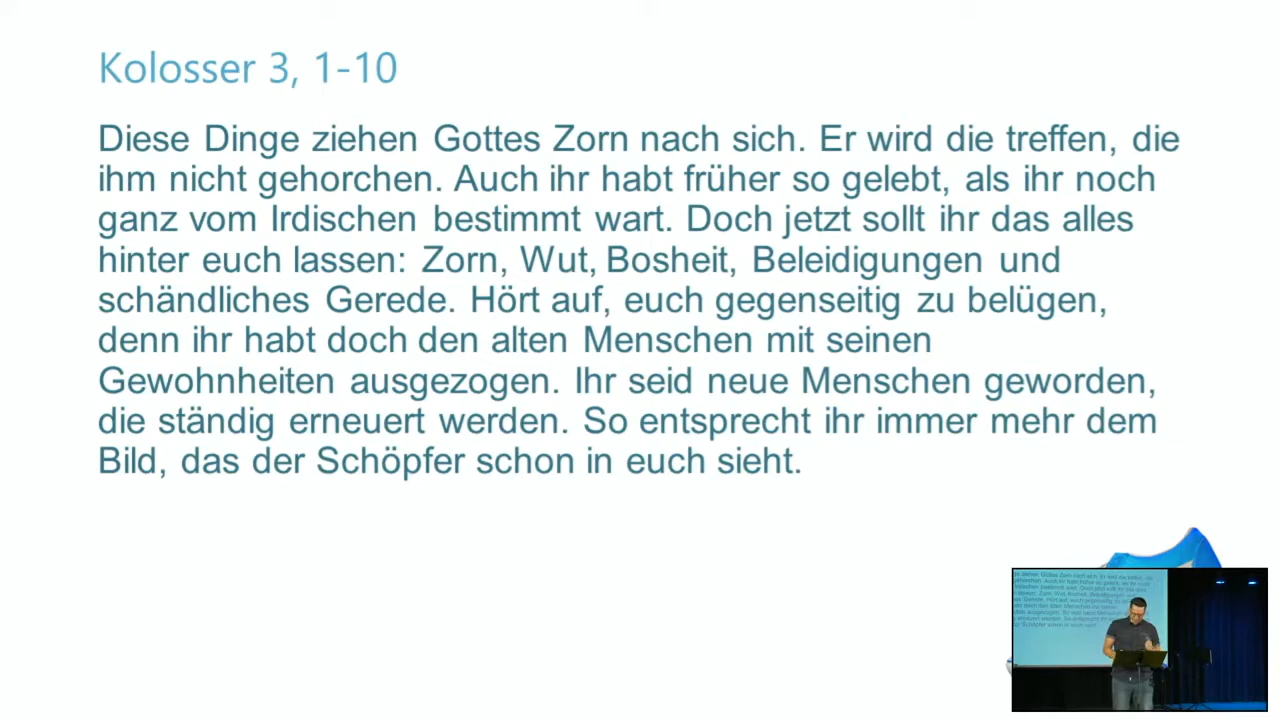 Kolosser 3, 1-10
Diese Dinge ziehen Gottes Zorn nach sich. Er wird die treffen, die
ihm nicht gehorchen. Auch ihr habt früher so gelebt, als ihr noch
ganz vom Irdischen bestimmt wart. Doch jetzt sollt ihr das alles
hinter euch lassen: Zorn, Wut, Bosheit, Beleidigungen und
schändliches Gerede. Hört auf, euch gegenseitig zu belügen,
denn ihr habt doch den alten Menschen mit seinen
Gewohnheiten ausgezogen. Ihr seid neue Menschen geworden,
die ständig erneuert werden. So entsprecht ihr immer mehr dem
Bild, das der Schöpfer schon in euch sieht.